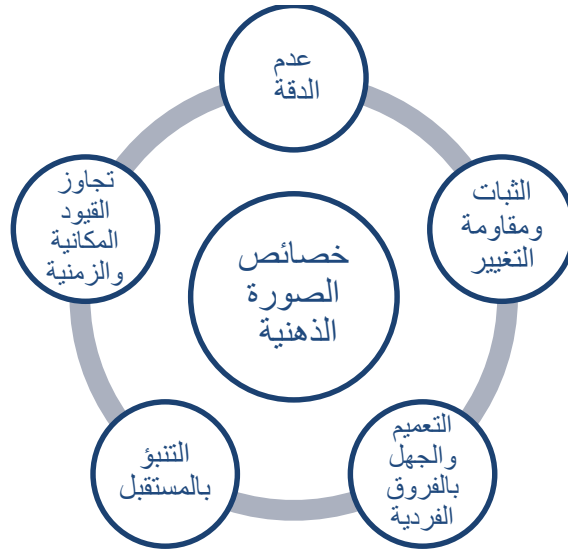 عدم
الدقة
الثبات
ومقاومة
التغيير
التعميم
والجهل
بالفروق
الفردية
التنبؤ
بالمستقبل
تجاوز
القيود
المكانية
والزمنية
خصائص
الصورة
الذهنية